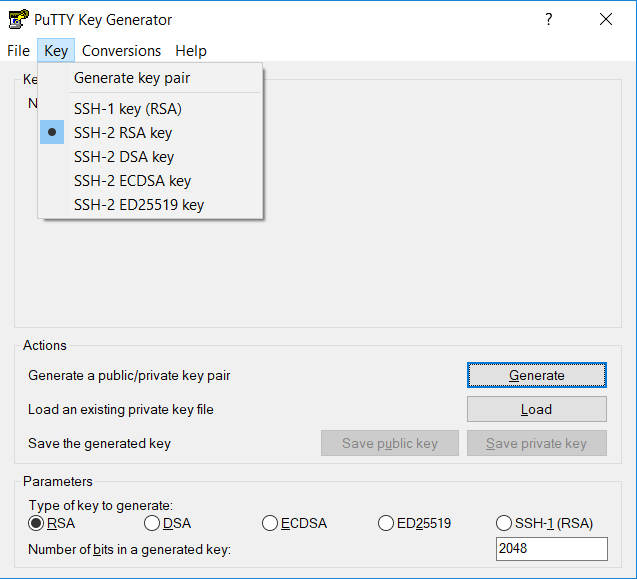 PuTTY Key Generator
?
File Key Conversions Help
Ke
Generate key pair
N
SSH-1 key (RSA)
SSH-2 RSA key
SSH-2 DSA key
SSH-2 ECDSA key
SSH-2 ED25519 key
Actions
Generate a public/private key pair
Generate
Load an existing private key file
Load
Save the generated key
Save public key
Save private key
Parameters
Type of key to generate:
RSA DSA ECDSA ED25519 SSH-1 (RSA)
Number of bits in a generated key:
2048